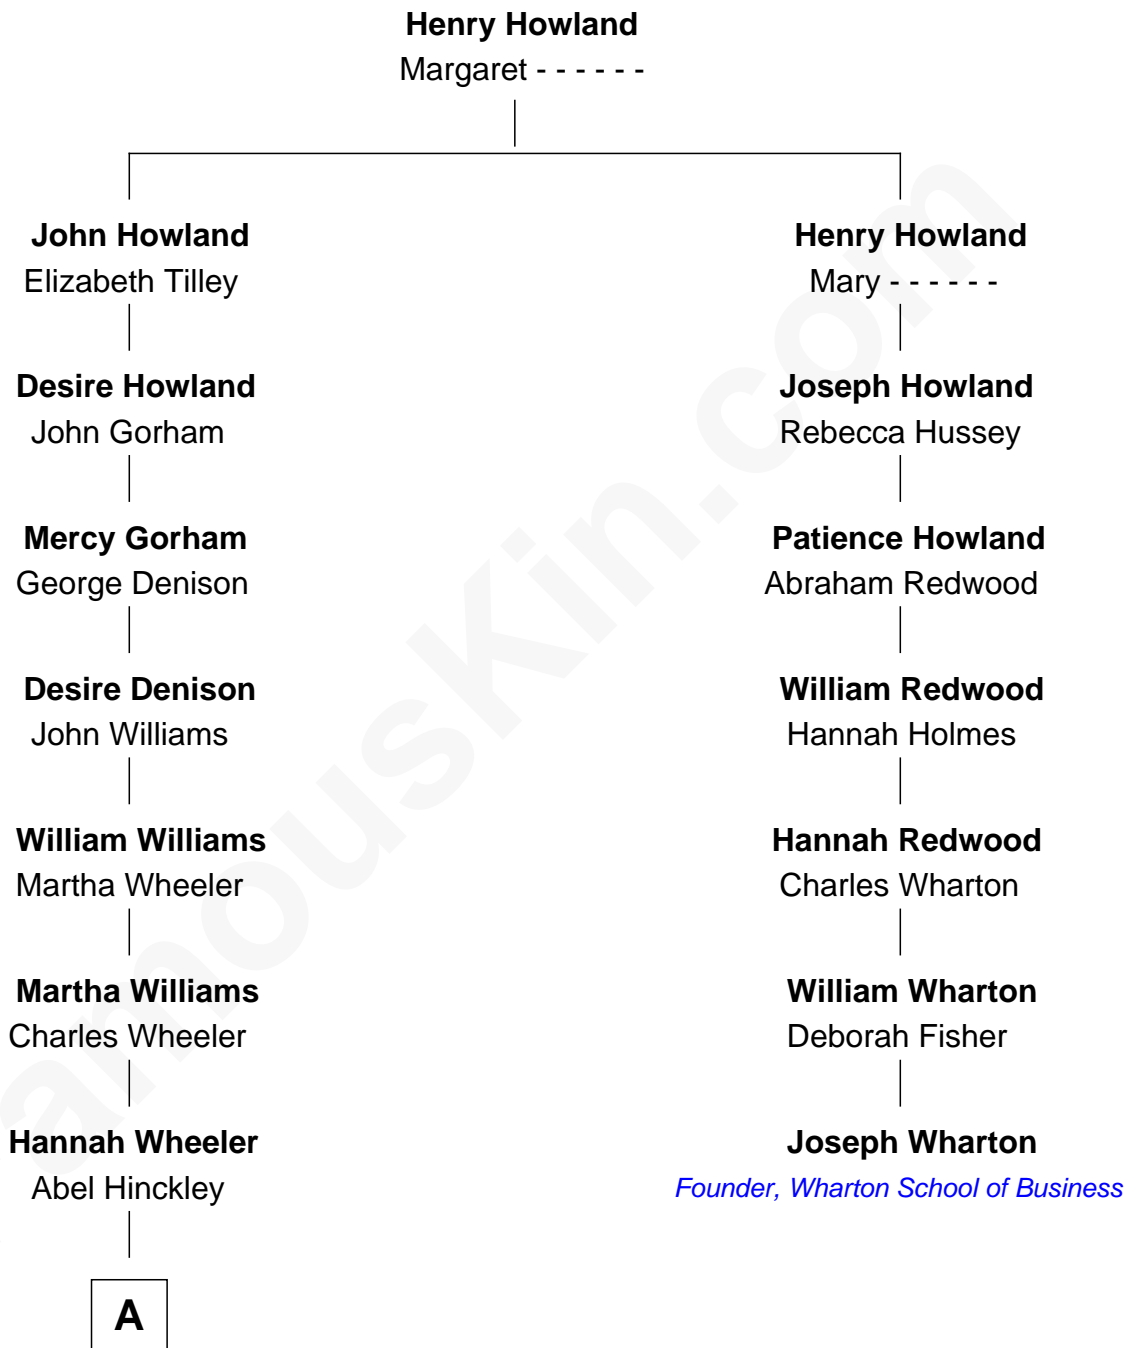 Henry Howland
Margaret - - - - - -
John Howland
Elizabeth Tilley
Desire Howland
John Gorham
Mercy Gorham
George Denison
Desire Denison
John Williams
William Williams
Martha Wheeler
Martha Williams
Charles Wheeler
Hannah Wheeler
Abel Hinckley
A
Henry Howland
Mary - - - - - -
Joseph Howland
Rebecca Hussey
Patience Howland
Abraham Redwood
William Redwood
Hannah Holmes
Hannah Redwood
Charles Wharton
William Wharton
Deborah Fisher
Joseph Wharton
Founder, Wharton School of Business
amousKin.com